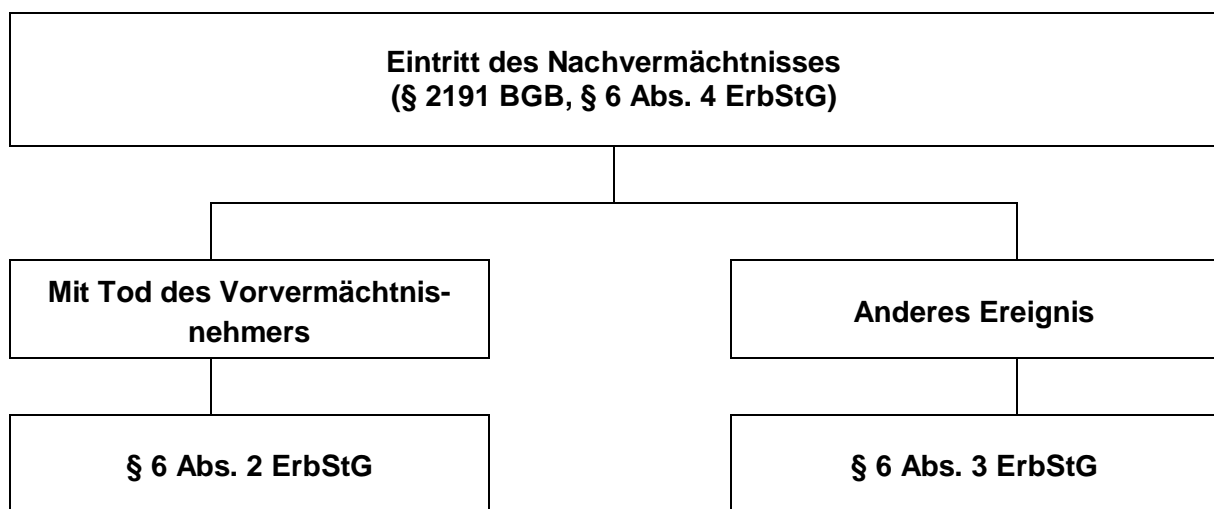 Eintritt des Nachvermächtnisses
(§ 2191 BGB, § 6 Abs. 4 ErbStG)
Mit Tod des Vorvermächtnis-
nehmers
Anderes Ereignis
§ 6 Abs. 2 ErbStG
§ 6 Abs. 3 ErbStG